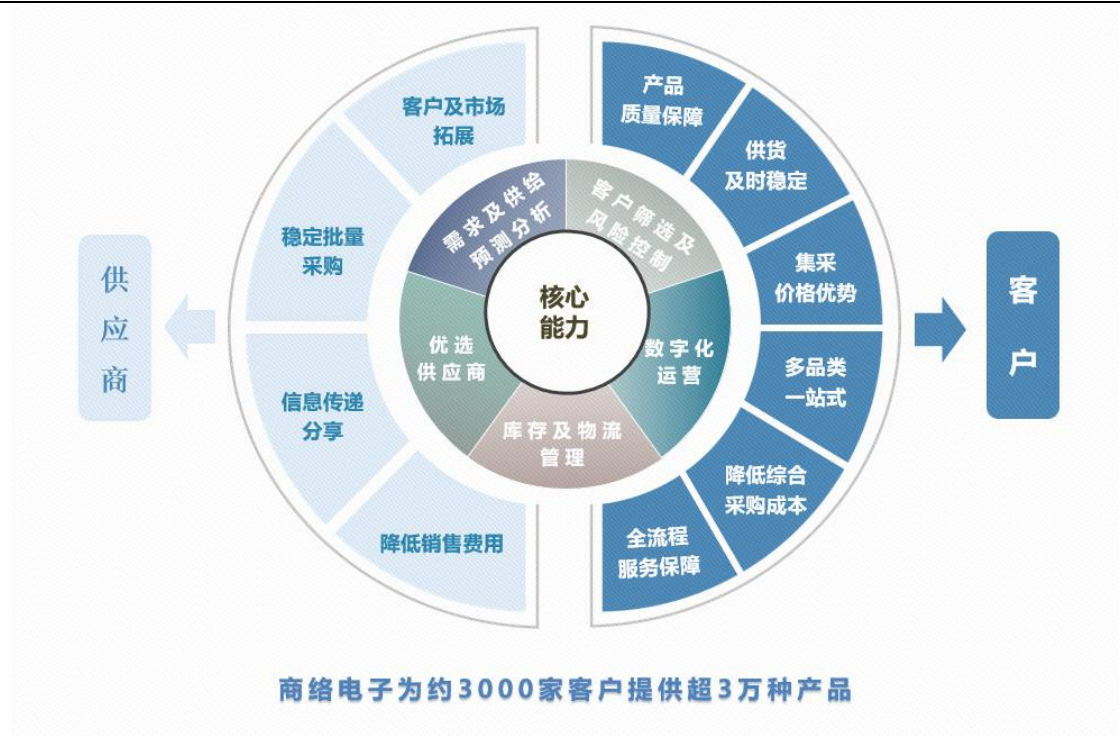 客户及市场
拓展
稳定批量
采购
信息传递
分享
降低销售费用
供
应
商
需求及供给
预测分析
客户筛选及
风险控制
优选
供应商
数字化
运营
库存及物流
管理
核心
能力
产品
质量保障
供货
及时稳定
集采
价格优势
多品类
一站式
降低综合
采购成本
全流程
服务保障
客
户
商络电子为约3000家客户提供超3万种产品